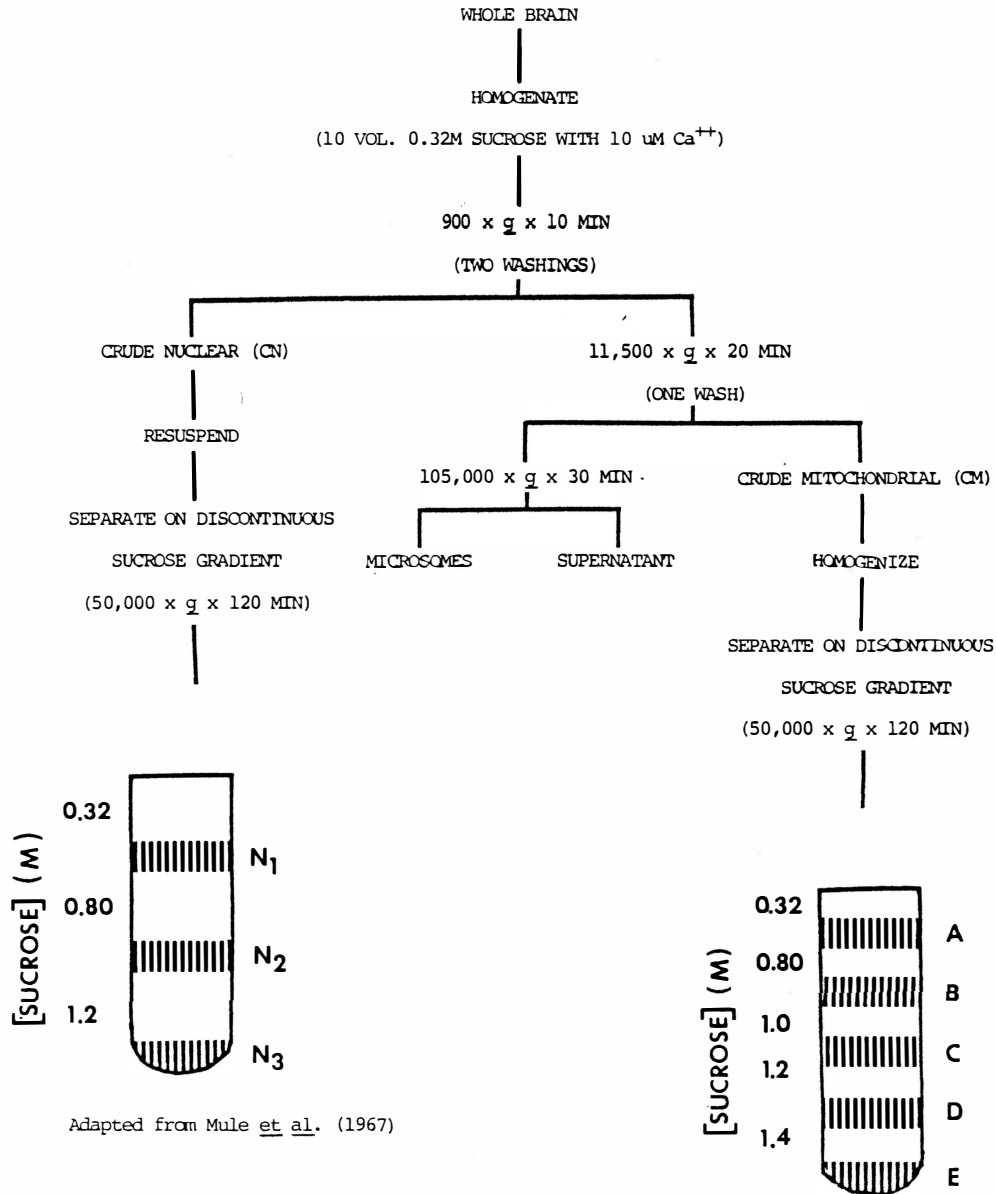 WHOLE BRAIN
HOMOGENATE
(10 VOL. 0.32M SUCROSE WITH 10 uM Ca++)
900 x g x 10 MIN
(TWO WASHINGS)
CRUDE NUCLEAR (CN)
11,500 x g x 20 MIN
(ONE WASH)
RESUSPEND
105,000 x g x 30 MIN
CRUDE MITOCHONDRIAL (CM)
SEPARATE ON DISCONTINUOUS
SUCROSE GRADIENT
(50,000 x g x 120 MIN)
MICROSOMES
SUPERNATANT
HOMOGENIZE
SEPARATE ON DISCONTINUOUS
SUCROSE GRADIENT
(50,000 x g x 120 MIN)
[SUCROSE] (M)
0.32
N1
0.80
N2
1.2
N3
[SUCROSE] (M)
0.32
A
0.80
B
1.0
C
1.2
D
1.4
E
Adapted from Mule et al. (1967)